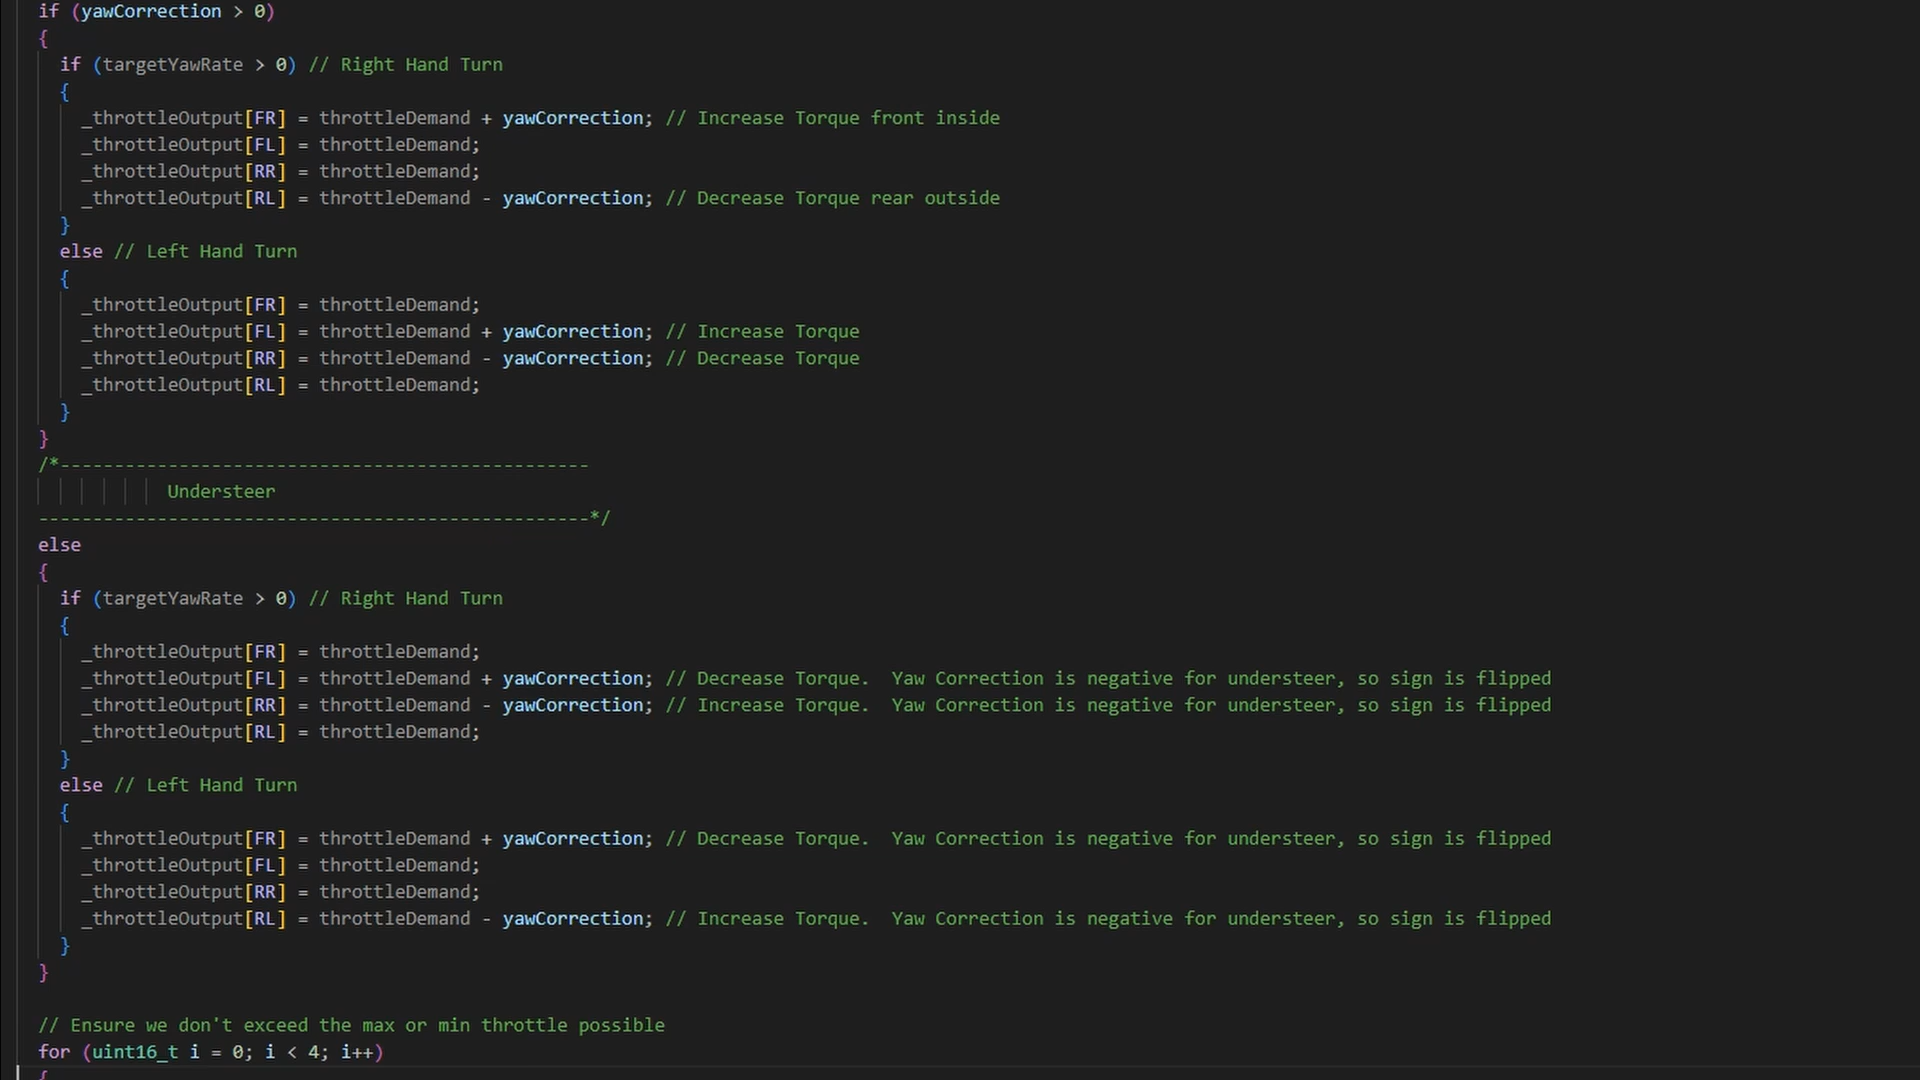 if (yawCorrection > 0)
{
if (targetYawRate > 0) // Right Hand Turn
{
_throttleOutput[FR] = throttleDemand + yawCorrection; // Increase Torque front inside
_throttleOutput[FL] = throttleDemand;
_throttleOutput[RR] = throttleDemand;
_throttleOutput[RL] = throttleDemand - yawCorrection; // Decrease Torque rear outside
}
else // Left Hand Turn
{
_throttleOutput[FR] = throttleDemand;
_throttleOutput[FL] = throttleDemand + yawCorrection; // Increase Torque
_throttleOutput[RR] = throttleDemand - yawCorrection; // Decrease Torque
_throttleOutput[RL] = throttleDemand;
}
}
/*-------------------------------------------------
Understeer
---------------------------------------------------*/
else
{
if (targetYawRate > 0) // Right Hand Turn
{
_throttleOutput[FR] = throttleDemand;
_throttleOutput[FL] = throttleDemand + yawCorrection; // Decrease Torque.  Yaw Correction is negative for understeer, so sign is flipped
_throttleOutput[RR] = throttleDemand - yawCorrection; // Increase Torque.  Yaw Correction is negative for understeer, so sign is flipped
_throttleOutput[RL] = throttleDemand;
}
else // Left Hand Turn
{
_throttleOutput[FR] = throttleDemand + yawCorrection; // Decrease Torque.  Yaw Correction is negative for understeer, so sign is flipped
_throttleOutput[FL] = throttleDemand;
_throttleOutput[RR] = throttleDemand;
_throttleOutput[RL] = throttleDemand - yawCorrection; // Increase Torque.  Yaw Correction is negative for understeer, so sign is flipped
}
}
// Ensure we don't exceed the max or min throttle possible
for (uint16_t i = 0; i < 4; i++)
{